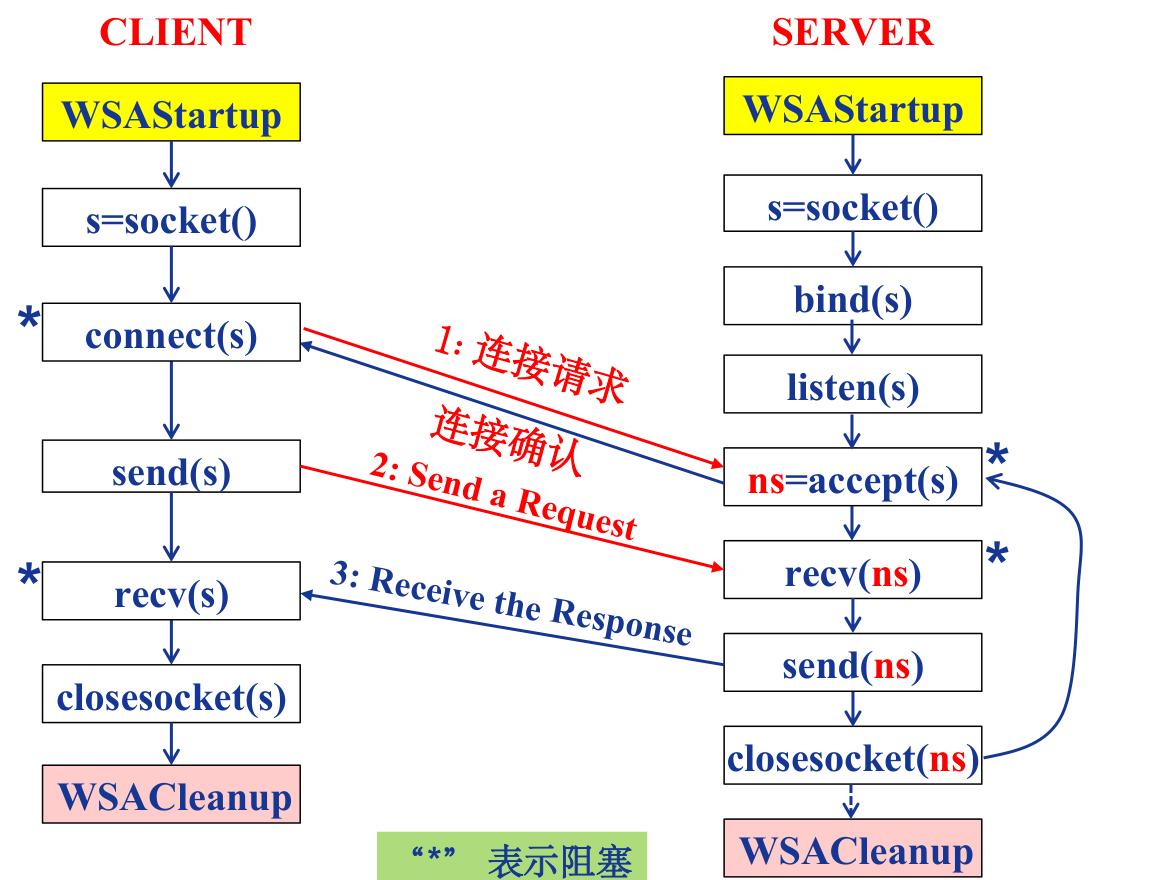 CLIENT
WSAStartup
s=socket()
*
connect(s)
send(s)
*
recv(s)
closesocket(s)
WSACleanup
1: 连接请求
连接确认
2: Send a Request
3: Receive the Response
SERVER
WSAStartup
s=socket()
bind(s)
listen(s)
ns=accept(s)
*
recv(ns)
*
send(ns)
closesocket(ns)
WSACleanup
“*” 表示阻塞